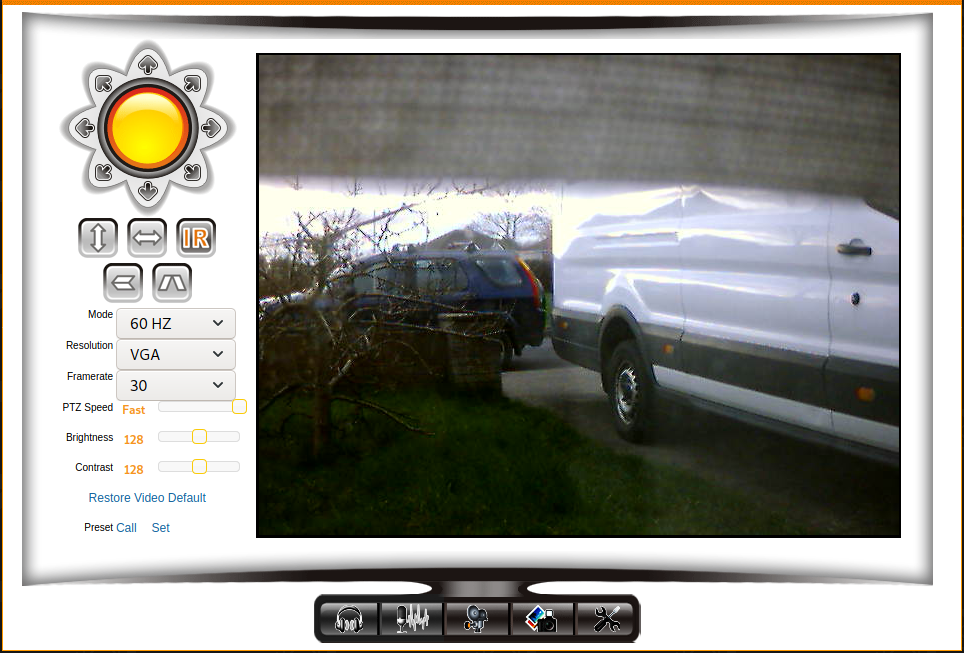 IR
Mode 60 HZ
Resolution VGA
Framerate 30
PTZ Speed Fast
Brightness 128
Contrast 128
Restore Video Default
Preset Call Set